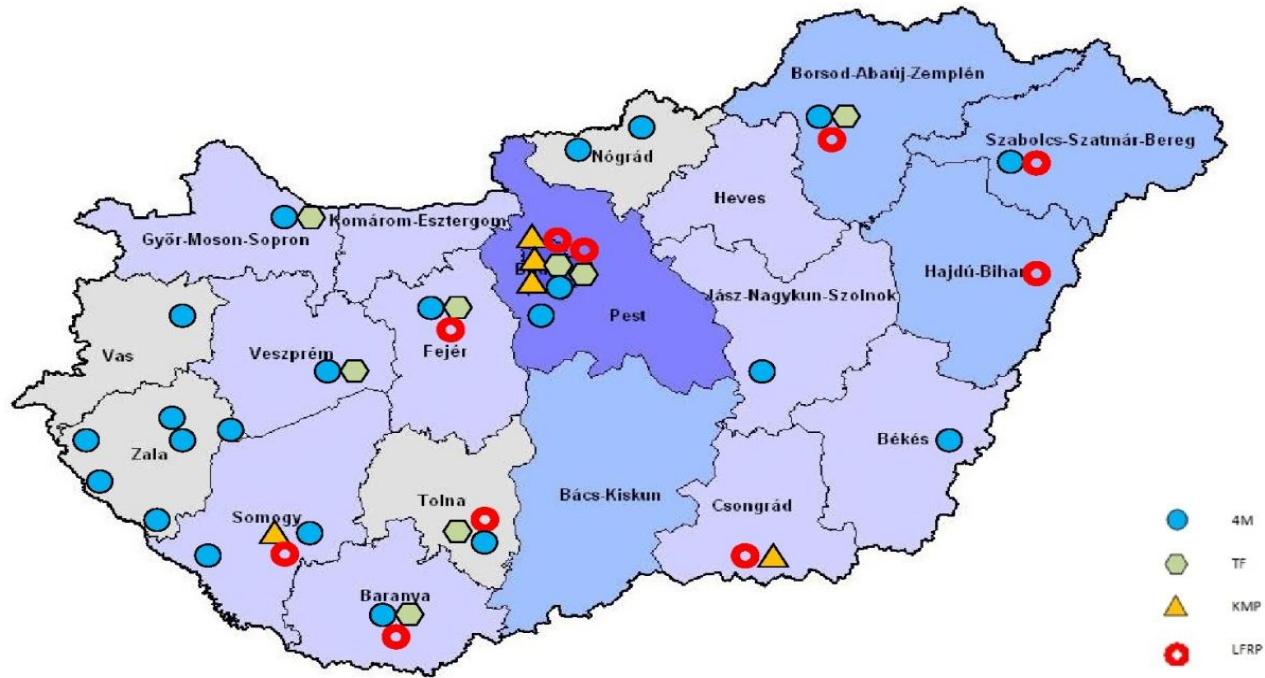 Borsod-Abaúj-Zemplén
Szabolcs-Szatmár-Bereg
Nógrád
Heves
Komárom-Esztergom
Győr-Moson-Sopron
Hajdú-Bihar
Jász-Nagykun-Szolnok
Pest
Vas
Veszprém
Fejér
Zala
Békés
Tolna
Bács-Kiskun
Csongrád
Somogy
Baranya
4M
TF
KMP
LFRP